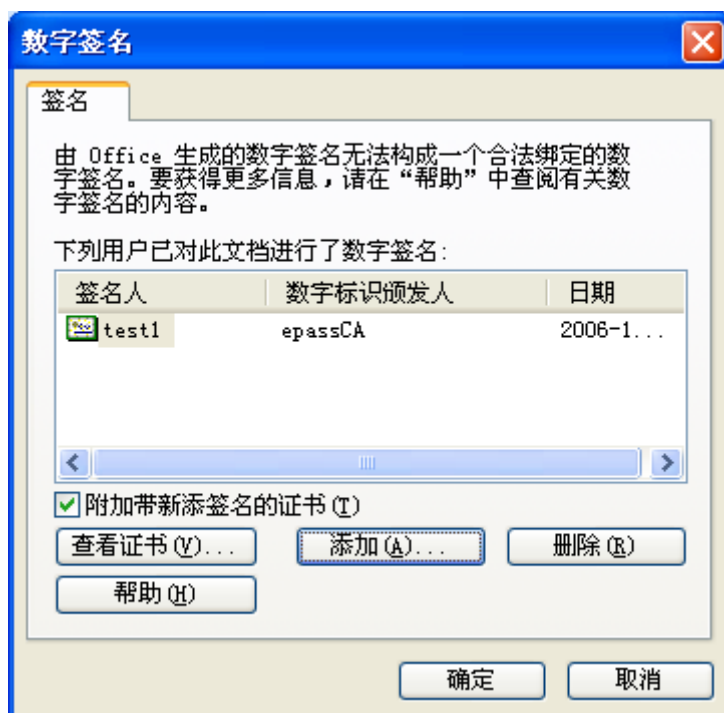 数字签名
签名
由 Office 生成的数字签名无法构成一个合法绑定的数
字签名。要获得更多信息，请在“帮助”中查阅有关数
字签名的内容。
下列用户已对此文档进行了数字签名:
签名人 数字标识颁发人 日期
test1 epassCA 2006-1...
附加带新添签名的证书(T)
查看证书(V)... 添加(A)... 删除(R)
帮助(H)
确定 取消